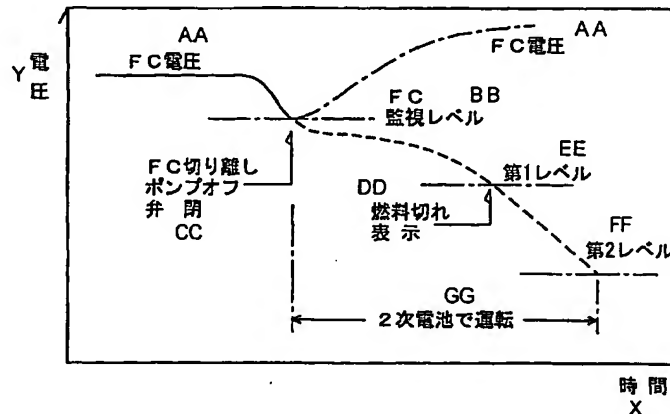 Y 電圧
AA
FC電圧
AA
FC電圧
FC BB
監視レベル
FC切り離し
ポンプオフ
弁 閉
CC
EE
第1レベル
DD
燃料切れ
表 示
FF
第2レベル
GG
2次電池で運転
時 間
X